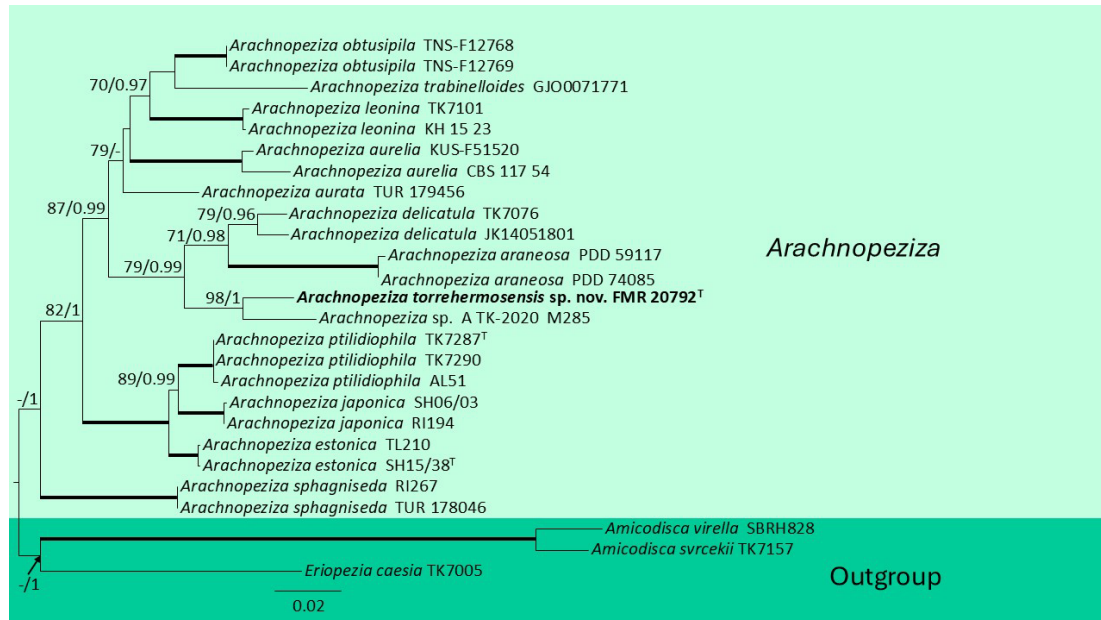 Arachnopeziza obtusipila TNS-F12768
Arachnopeziza obtusipila TNS-F12769
70/0.97
Arachnopeziza trabinelloides GJO0071771
Arachnopeziza leonina TK7101
Arachnopeziza leonina KH 15 23
79/-
Arachnopeziza aurelia KUS-F51520
Arachnopeziza aurelia CBS 117 54
Arachnopeziza aurata TUR 179456
87/0.99
79/0.96
Arachnopeziza delicatula TK7076
71/0.98
Arachnopeziza delicatula JK14051801
Arachnopeziza
Arachnopeziza araneosa PDD 59117
79/0.99
Arachnopeziza araneosa PDD 74085
98/1
Arachnopeziza torrehermosensis sp. nov. FMR 20792ᵀ
82/1
Arachnopeziza sp. A TK-2020 M285
Arachnopeziza ptilidiophila TK7287ᵀ
Arachnopeziza ptilidiophila TK7290
89/0.99
Arachnopeziza ptilidiophila AL51
-/1
Arachnopeziza japonica SH06/03
Arachnopeziza japonica RI194
Arachnopeziza estonica TL210
Arachnopeziza estonica SH15/38ᵀ
Arachnopeziza sphagniseda RI267
Arachnopeziza sphagniseda TUR 178046
Amicodisca virella SBRH828
Amicodisca svrcekii TK7157
Eriopezia caesia TK7005
Outgroup
-/1
0.02